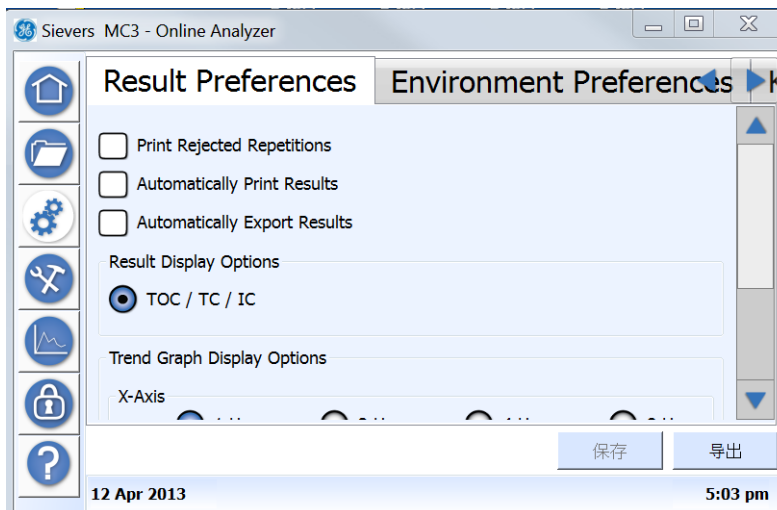 Sievers MC3 - Online Analyzer
Result Preferences
Environment Preferences
Print Rejected Repetitions
Automatically Print Results
Automatically Export Results
Result Display Options
TOC / TC / IC
Trend Graph Display Options
X-Axis
保存
导出
12 Apr 2013
5:03 pm